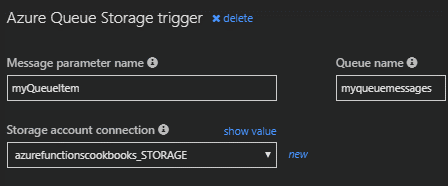 Azure Queue Storage trigger × delete
Message parameter name Queue name
myQueueItem myqueuemessages
Storage account connection show value
azurefunctionscookbooks_STORAGE new